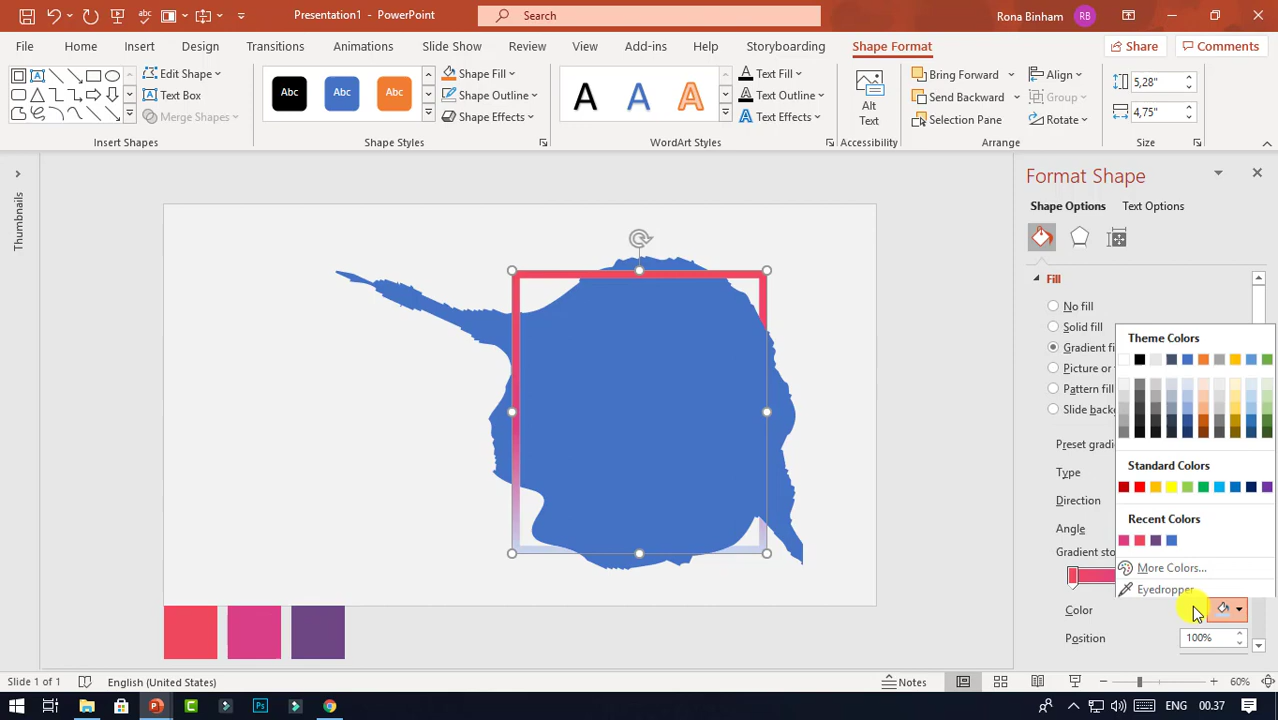 Presentation1 - PowerPoint
Search
Rona Binham
RB
File
Home
Insert
Design
Transitions
Animations
Slide Show
Review
View
Add-ins
Help
Storyboarding
Shape Format
Share
Comments
Edit Shape
Text Box
Merge Shapes
Insert Shapes
Abc
Abc
Abc
Shape Fill
Shape Outline
Shape Effects
Shape Styles
A
A
A
Text Fill
Text Outline
Text Effects
WordArt Styles
Alt
Text
Accessibility
Bring Forward
Send Backward
Selection Pane
Align
Group
Rotate
Arrange
5,28"
4,75"
Size
Thumbnails
Format Shape
Shape Options
Text Options
Fill
No fill
Solid fill
Gradient fi
Picture or
Pattern fill
Slide back
Preset gradi
Type
Direction
Angle
Gradient sto
Color
Position
100%
Theme Colors
Standard Colors
Recent Colors
More Colors...
Eyedropper
Slide 1 of 1
English (United States)
Notes
60%
ENG
00.37